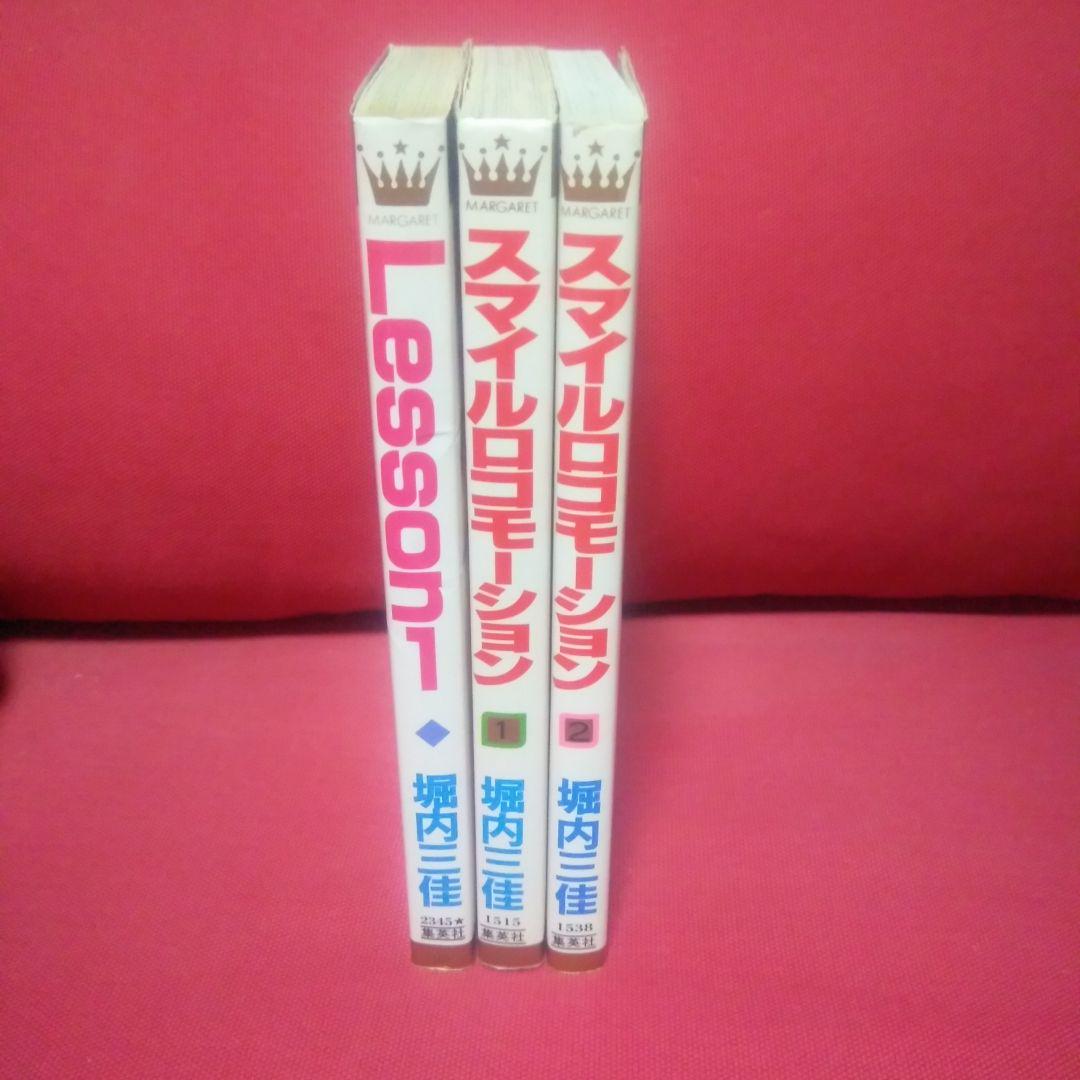 MARGARET
Lesson1
堀内三佳
2345★
集英社
MARGARET
スマイルロコモーション
1
堀内三佳
1515
集英社
MARGARET
スマイルロコモーション
2
堀内三佳
1538
集英社